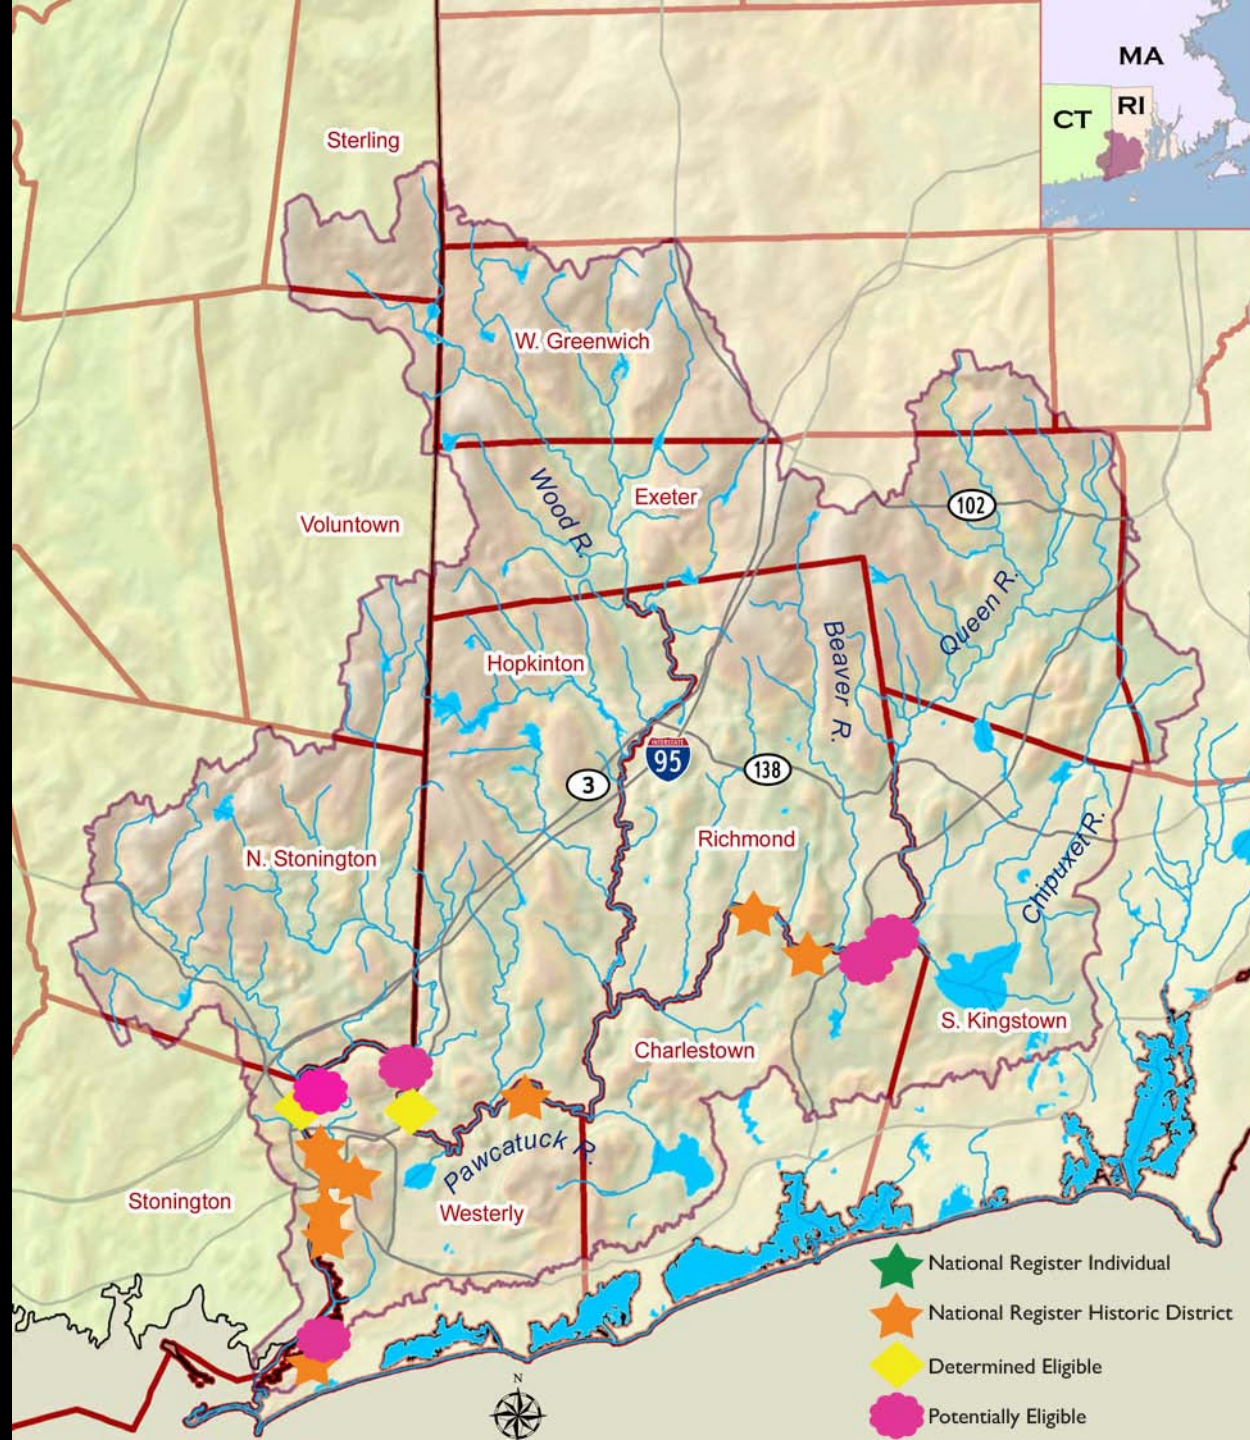 MA
RI
CT
Sterling
W. Greenwich
Wood R.
Exeter
102
Voluntown
Queen R.
Beaver R.
Hopkinton
INTERSTATE
95
138
3
Richmond
Chipuxet R.
N. Stonington
S. Kingstown
Charlestown
Pawcatuck R.
Stonington
Westerly
National Register Individual
National Register Historic District
Determined Eligible
Potentially Eligible
N